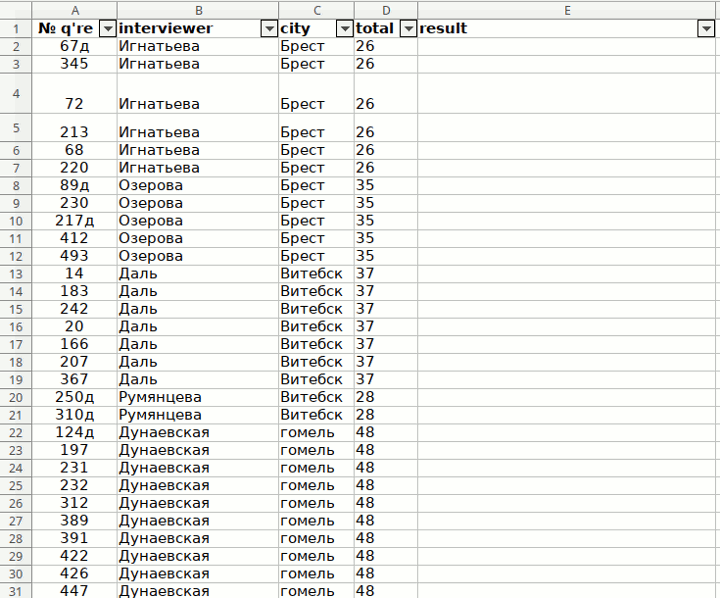 A B C D E
1 № q're interviewer city total result
2 67д Игнатьева Брест 26
3 345 Игнатьева Брест 26
4 72 Игнатьева Брест 26
5 213 Игнатьева Брест 26
6 68 Игнатьева Брест 26
7 220 Игнатьева Брест 26
8 89д Озерова Брест 35
9 230 Озерова Брест 35
10 217д Озерова Брест 35
11 412 Озерова Брест 35
12 493 Озерова Брест 35
13 14 Даль Витебск 37
14 183 Даль Витебск 37
15 242 Даль Витебск 37
16 20 Даль Витебск 37
17 166 Даль Витебск 37
18 207 Даль Витебск 37
19 367 Даль Витебск 37
20 250д Румянцева Витебск 28
21 310д Румянцева Витебск 28
22 124д Дунаевская гомель 48
23 197 Дунаевская гомель 48
24 231 Дунаевская гомель 48
25 232 Дунаевская гомель 48
26 312 Дунаевская гомель 48
27 389 Дунаевская гомель 48
28 391 Дунаевская гомель 48
29 422 Дунаевская гомель 48
30 426 Дунаевская гомель 48
31 447 Дунаевская гомель 48